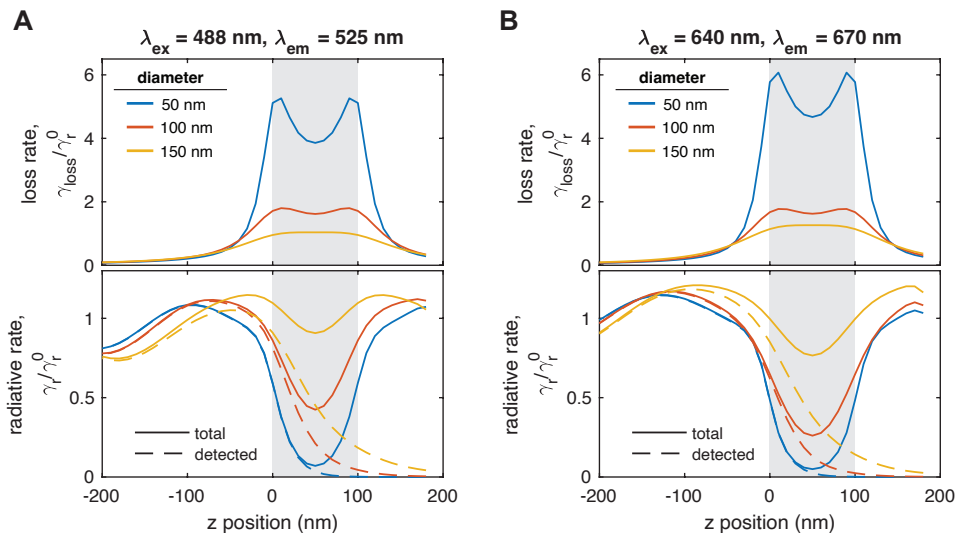 A
λex = 488 nm, λem = 525 nm
loss rate,
γloss/γr0
6
4
2
0
diameter
50 nm
100 nm
150 nm
radiative rate,
γr/γr0
1
0.5
0
total
detected
-200
-100
0
100
200
z position (nm)
B
λex = 640 nm, λem = 670 nm
loss rate,
γloss/γr0
6
4
2
0
diameter
50 nm
100 nm
150 nm
radiative rate,
γr/γr0
1
0.5
0
total
detected
-200
-100
0
100
200
z position (nm)